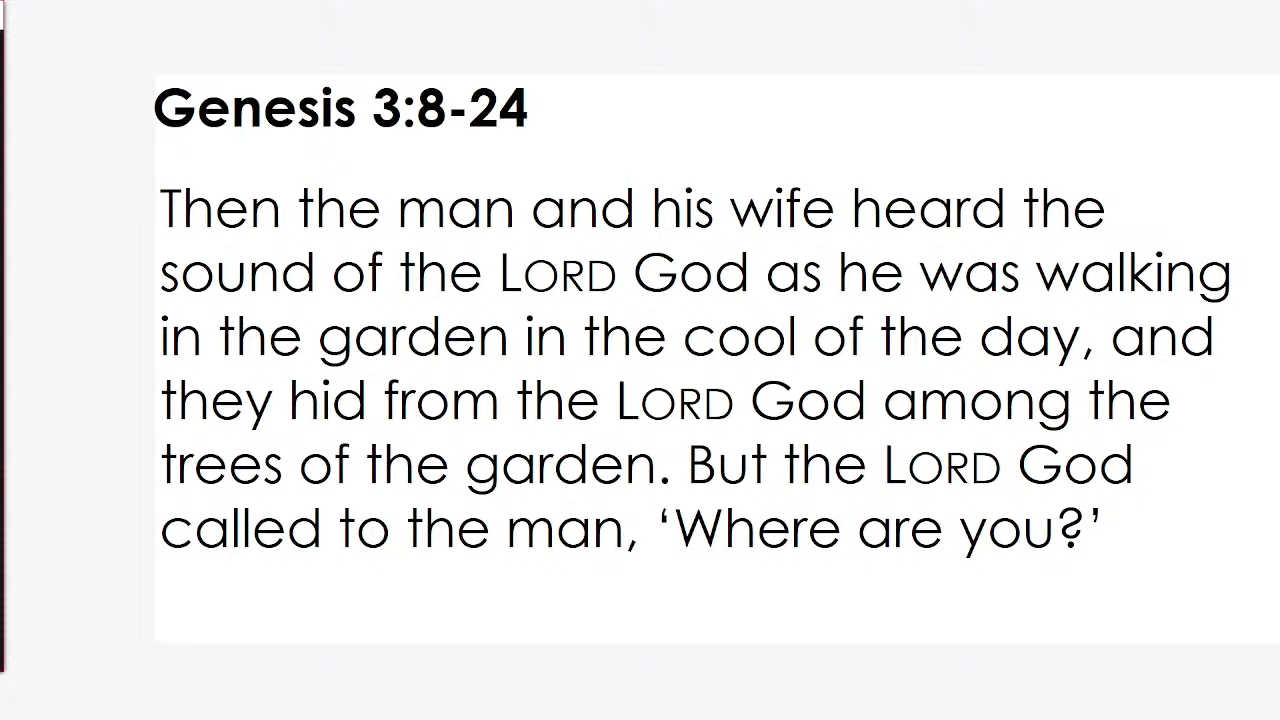 Genesis 3:8-24
Then the man and his wife heard the
sound of the LORD God as he was walking
in the garden in the cool of the day, and
they hid from the LORD God among the
trees of the garden. But the LORD God
called to the man, ‘Where are you?’